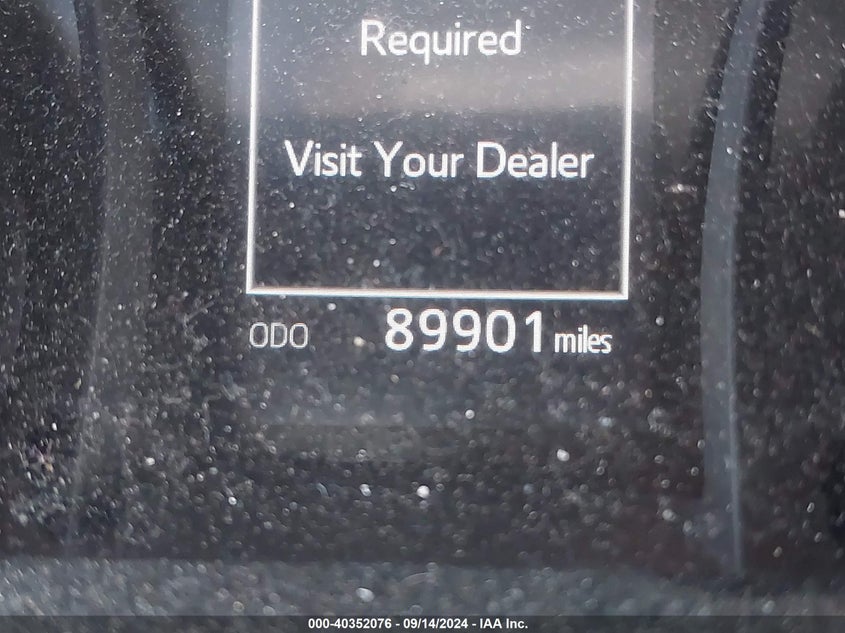 Required
Visit Your Dealer
ODO 89901 miles
000-40352076 - 09/14/2024 - IAA Inc.